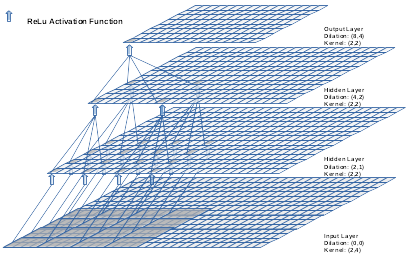 ReLu Activation Function
Output Layer
Dilation: (8,4)
Kernel: (2,2)
Hidden Layer
Dilation: (4,2)
Kernel: (2,2)
Hidden Layer
Dilation: (2,1)
Kernel: (2,2)
Input Layer
Dilation: (0,0)
Kernel: (2,4)